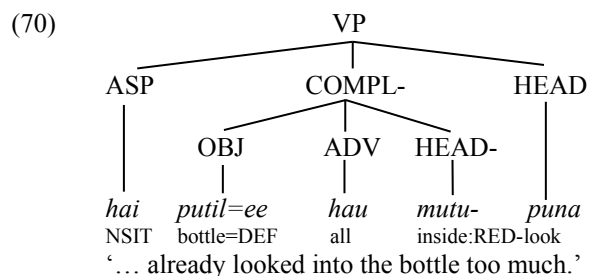 (70) VP
ASP COMPL- HEAD
OBJ ADV HEAD-
hai putil=ee hau mutu- puna
NSIT bottle=DEF all inside:RED-look
‘… already looked into the bottle too much.’